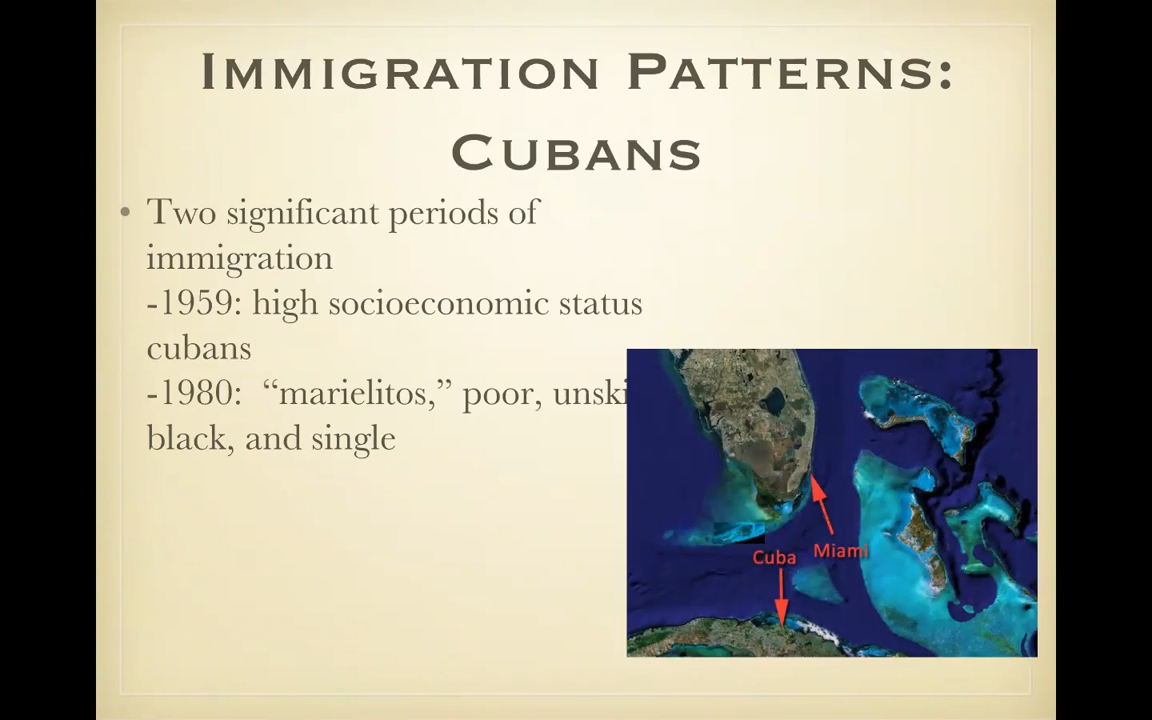 Immigration Patterns:
Cubans
• Two significant periods of
immigration
-1959: high socioeconomic status
cubans
-1980: “marielitos,” poor,
black, and single
Cuba
Miami